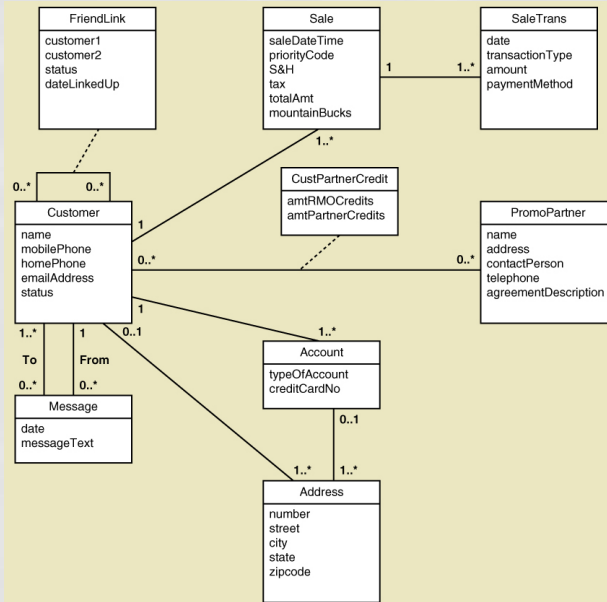 FriendLink
customer1
customer2
status
dateLinkedUp
Sale
saleDateTime
priorityCode
S&H
tax
totalAmt
mountainBucks
SaleTrans
date
transactionType
amount
paymentMethod
1
1..*
1..*
0..*
0..*
CustPartnerCredit
amtRMOCredits
amtPartnerCredits
Customer
name
mobilePhone
homePhone
emailAddress
status
1
0..*
0..*
PromoPartner
name
address
contactPerson
telephone
agreementDescription
1
0..1
1..*
1..*
1
To
From
0..*
0..*
Account
typeOfAccount
creditCardNo
0..1
Message
date
messageText
1..*
1..*
Address
number
street
city
state
zipcode